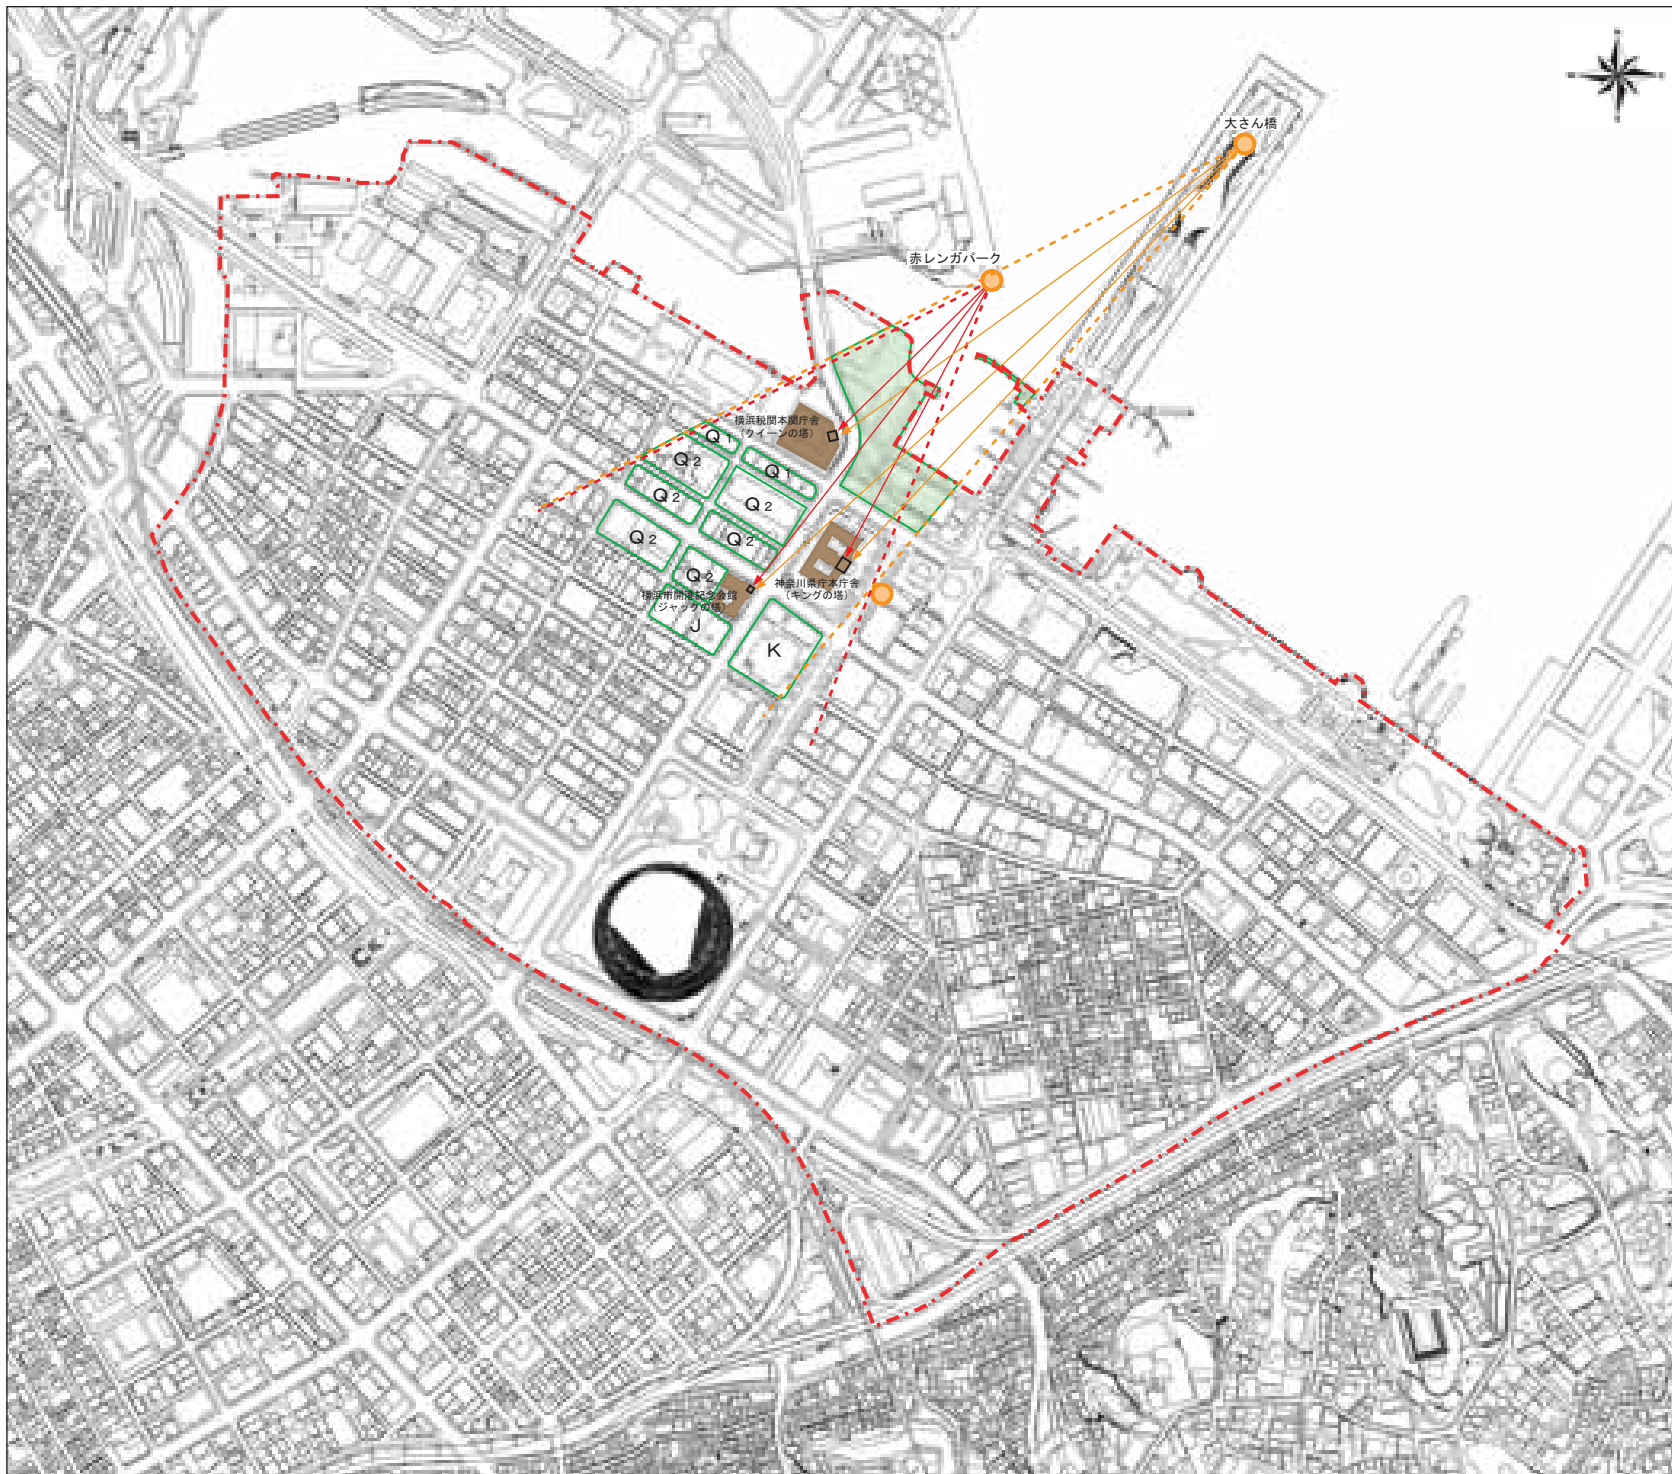 大さん橋
赤レンガパーク
横浜税関本関庁舎
（クイーンの塔）
Q1
Q2
Q1
Q2
Q2
Q2
Q2
Q2
横浜市開港記念会館
（ジャックの塔）
神奈川県庁本庁舎
（キングの塔）
J
K